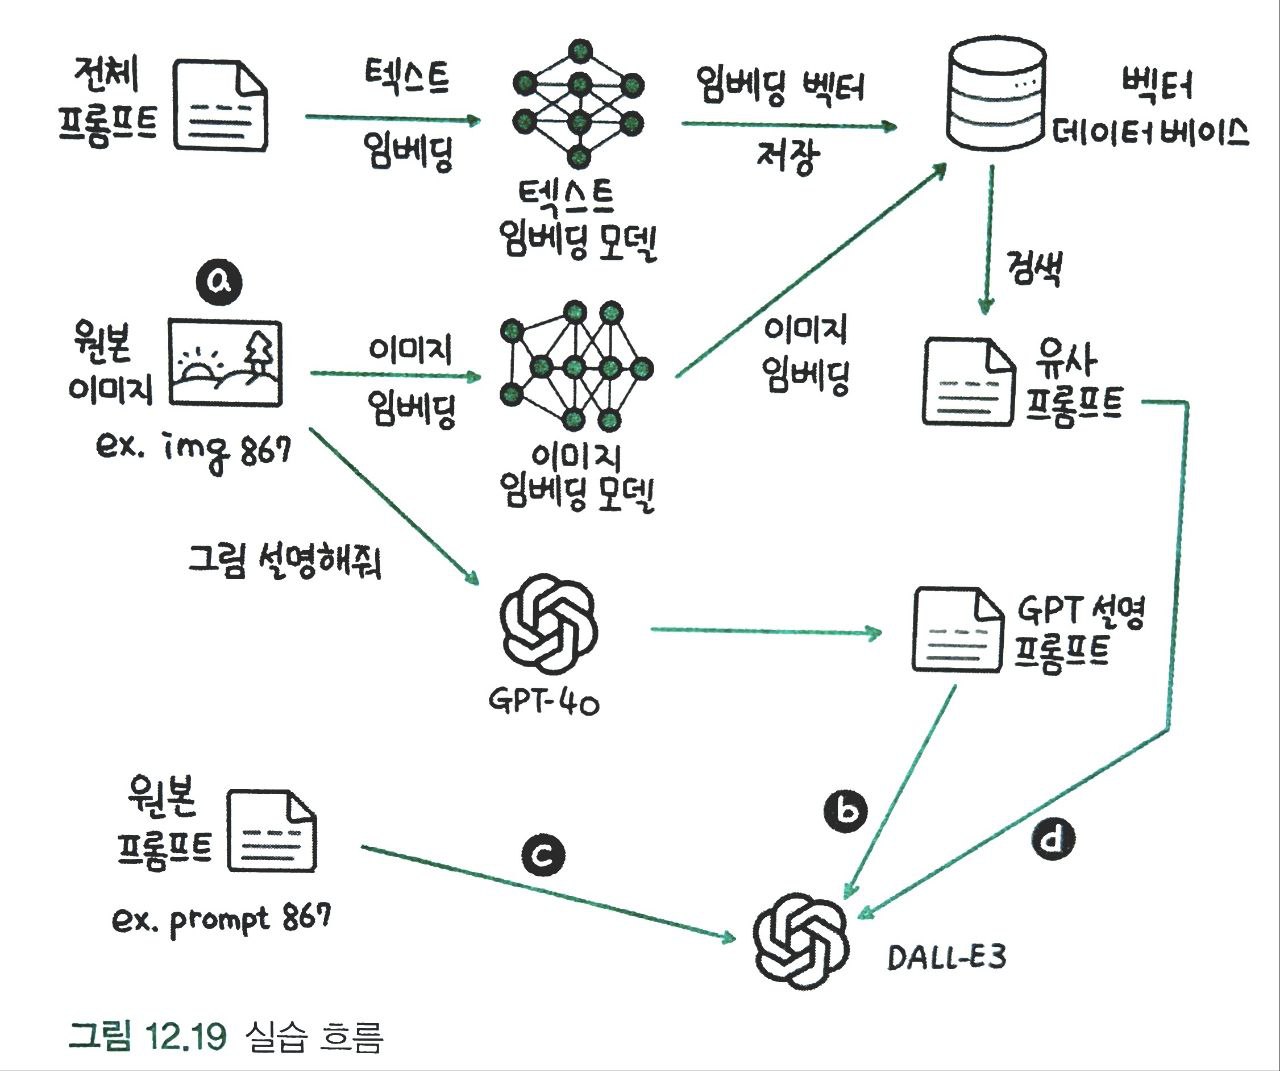 전체
프롬프트
텍스트
임베딩
텍스트
임베딩 모델
임베딩 벡터
저장
벡터
데이터베이스
검색
a
원본
이미지
ex. img 867
이미지
임베딩
이미지
임베딩 모델
이미지
임베딩
유사
프롬프트
그림 설명해줘
GPT-4o
GPT 설명
프롬프트
원본
프롬프트
ex. prompt 867
c
b
d
DALL-E3
그림 12.19 실습 흐름